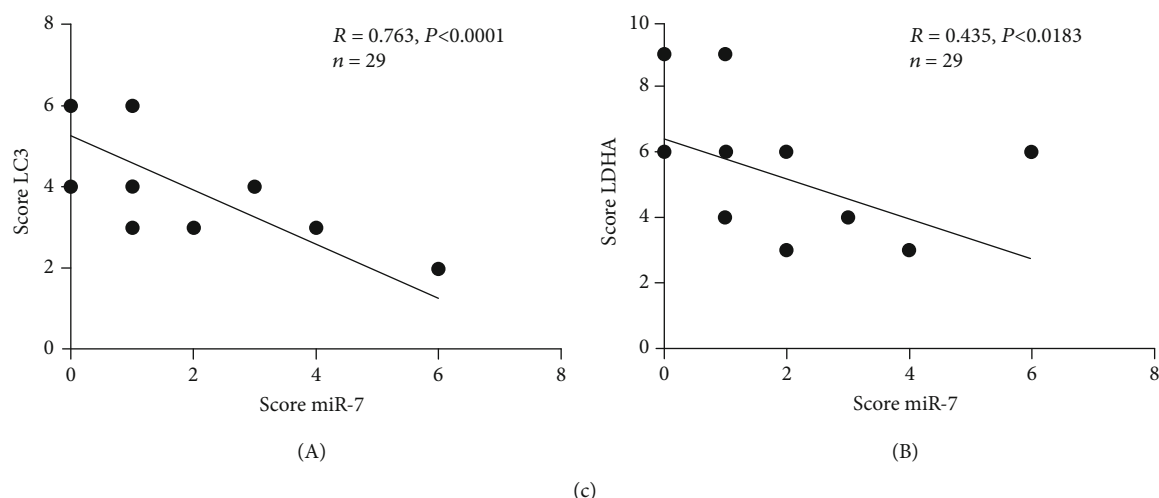 R = 0.763, P<0.0001
n = 29
Score LC3
8
6
4
2
0
0 2 4 6 8
Score miR-7
(A)
R = 0.435, P<0.0183
n = 29
Score LDHA
10
8
6
4
2
0
0 2 4 6 8
Score miR-7
(B)
(c)